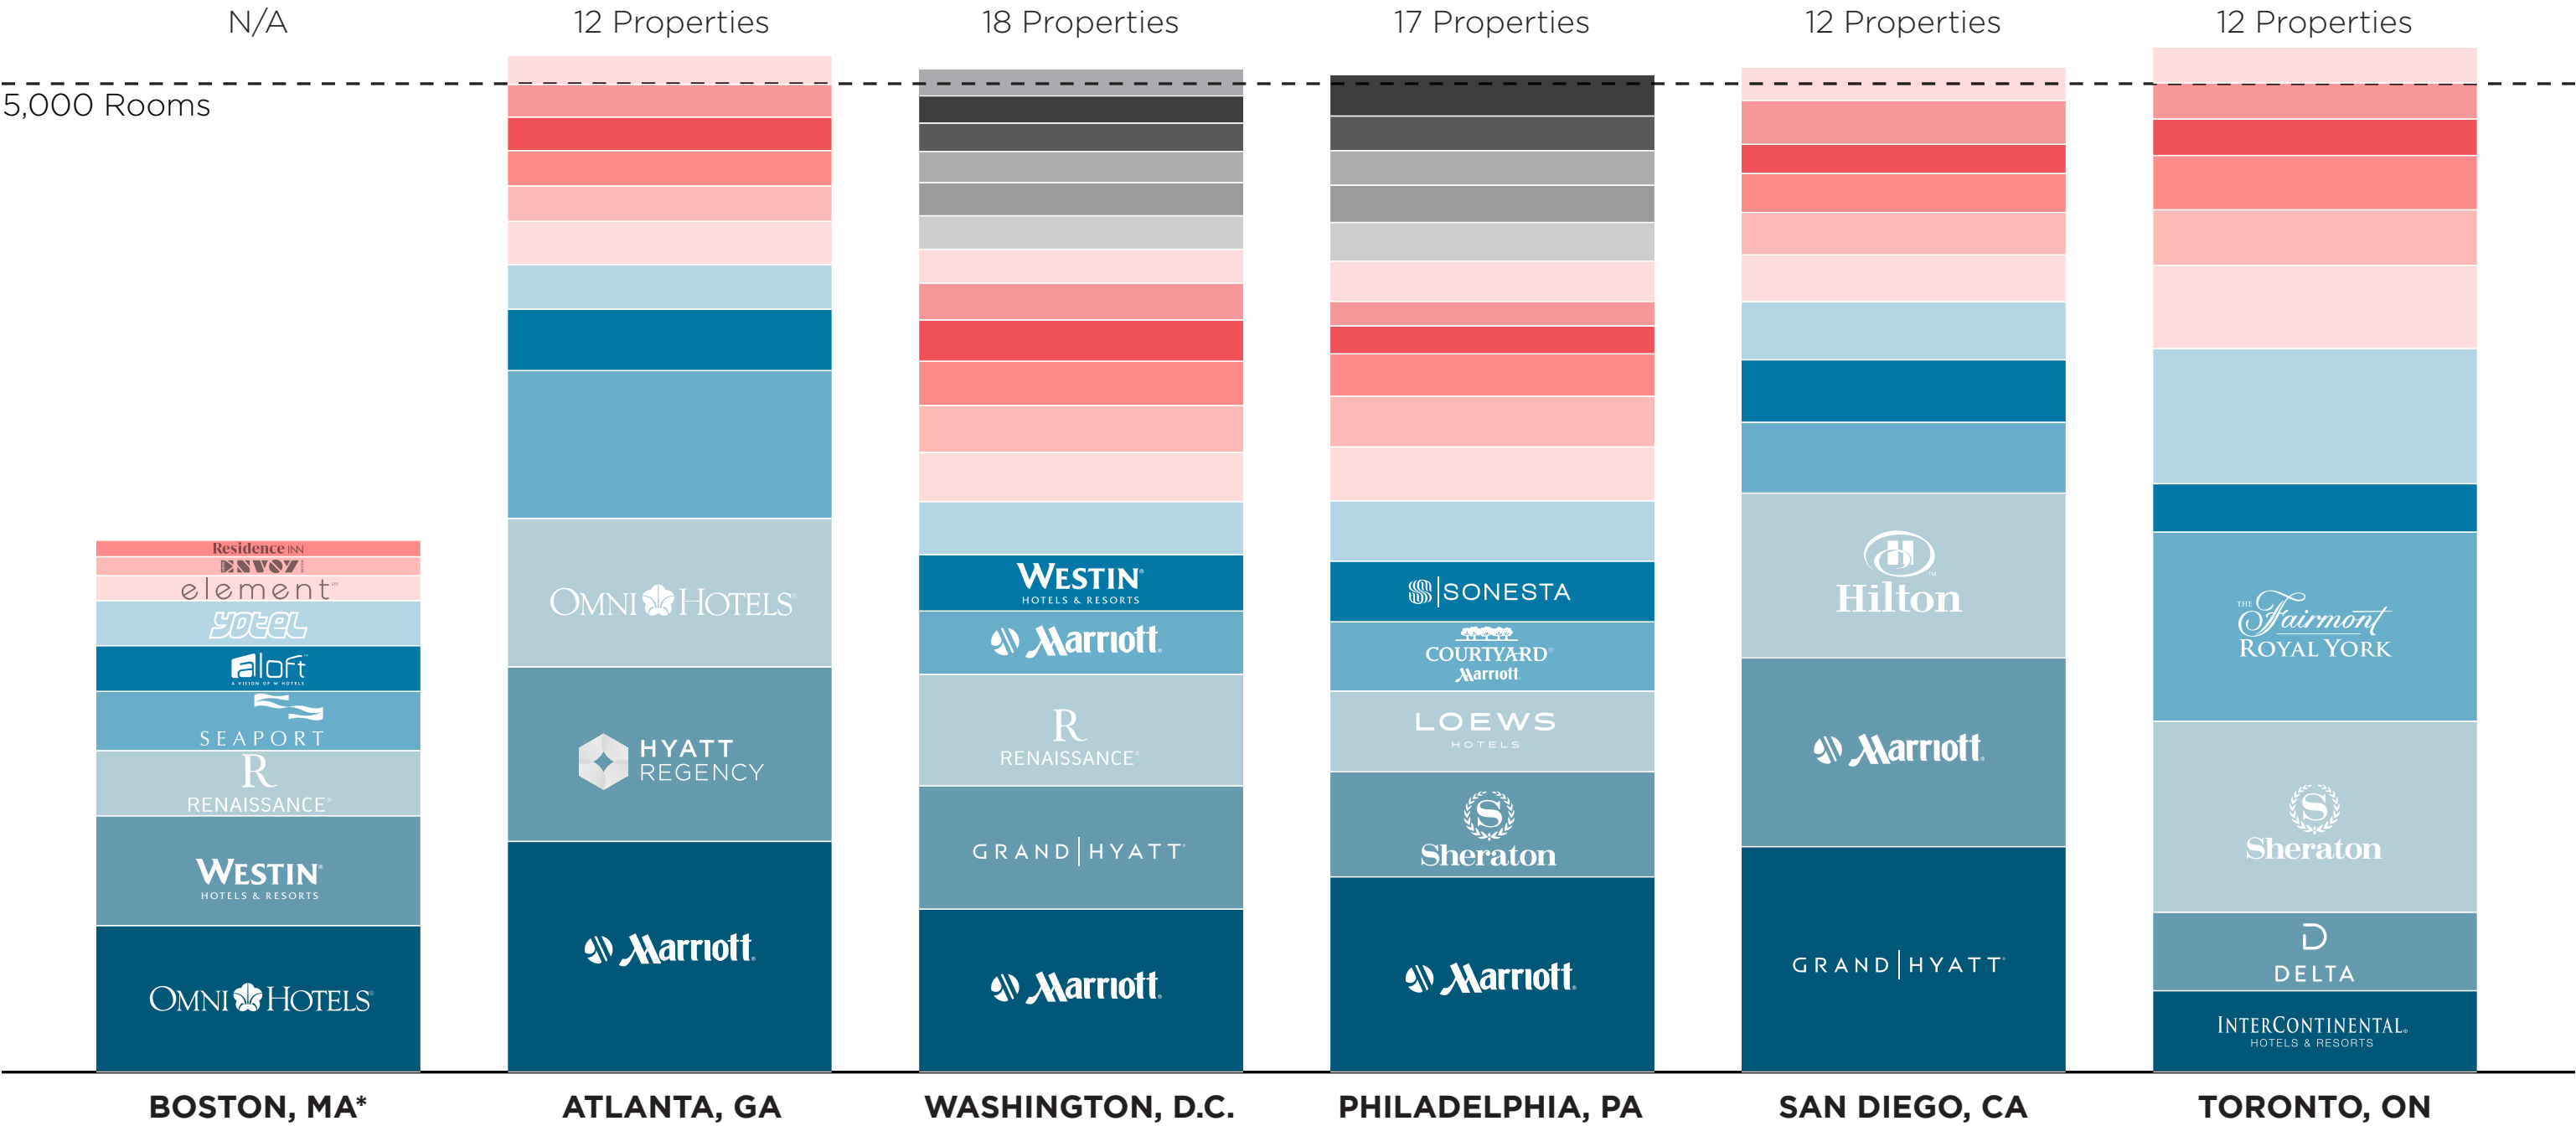 N/A
12 Properties
18 Properties
17 Properties
12 Properties
12 Properties
5,000 Rooms
Residence INN
ENVOY
element
YOTEL
aloft
A VISION OF W HOTELS
SEAPORT
R
RENAISSANCE
WESTIN
HOTELS & RESORTS
OMNI HOTELS
BOSTON, MA*
OMNI HOTELS
HYATT
REGENCY
Marriott
ATLANTA, GA
WESTIN
HOTELS & RESORTS
Marriott
R
RENAISSANCE
GRAND HYATT
Marriott
WASHINGTON, D.C.
SONESTA
COURTYARD
Marriott
LOEWS
HOTELS
S
Sheraton
Marriott
PHILADELPHIA, PA
H
Hilton
Marriott
GRAND HYATT
SAN DIEGO, CA
THE
Fairmont
ROYAL YORK
S
Sheraton
D
DELTA
INTERCONTINENTAL
HOTELS & RESORTS
TORONTO, ON